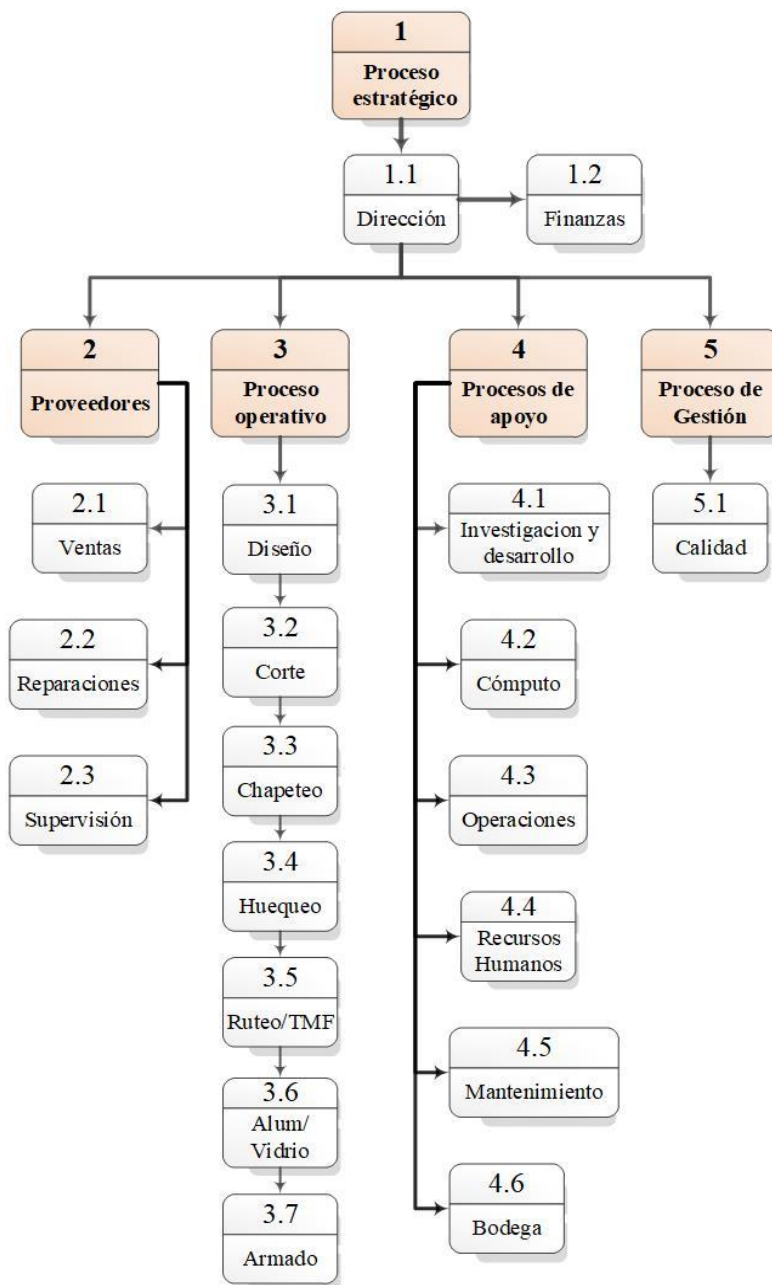 1
Proceso
estratégico
1.1
Dirección
1.2
Finanzas
2
Proveedores
3
Proceso
operativo
4
Procesos de
apoyo
5
Proceso de
Gestión
2.1
Ventas
2.2
Reparaciones
2.3
Supervisión
3.1
Diseño
3.2
Corte
3.3
Chapeteo
3.4
Huequeo
3.5
Ruteo/TMF
3.6
Alum/
Vidrio
3.7
Armado
4.1
Investigacion y
desarrollo
4.2
Cómputo
4.3
Operaciones
4.4
Recursos
Humanos
4.5
Mantenimiento
4.6
Bodega
5.1
Calidad